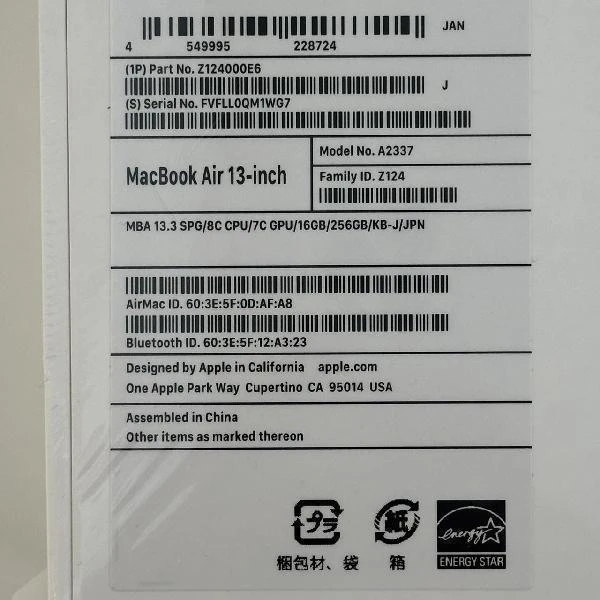 JAN
4 549995 228724
(1P) Part No. Z124000E6
J
(S) Serial No. FVFLL0QM1WG7
MacBook Air 13-inch
Model No. A2337
Family ID. Z124
MBA 13.3 SPG/8C CPU/7C GPU/16GB/256GB/KB-J/JPN
AirMac ID. 60:3E:5F:0D:AF:A8
Bluetooth ID. 60:3E:5F:12:A3:23
Designed by Apple in California apple.com
One Apple Park Way Cupertino CA 95014 USA
Assembled in China
Other items as marked thereon
プラ 紙 energy
梱包材、袋 箱 ENERGY STAR